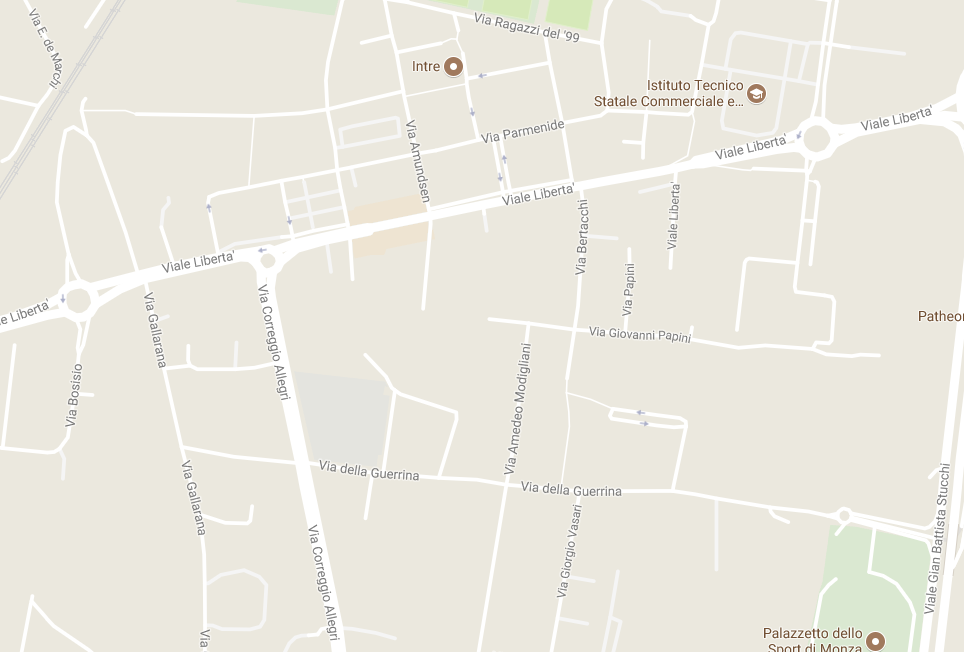 Via E. de Marchi
Via Ragazzi del '99
Intre
Istituto Tecnico
Statale Commerciale e...
Viale Liberta'
Viale Liberta'
Via Parmenide
Via Amundsen
Viale Liberta'
Viale Liberta'
Via Bertacchi
Viale Liberta'
Via Papini
le Liberta'
Via Gallarana
Via Correggio Allegri
Patheon
Via Giovanni Papini
Via Bosisio
Via Amedeo Modigliani
Via della Guerrina
Via della Guerrina
Via Gallarana
Via Correggio Allegri
Via Giorgio Vasari
Viale Gian Battista Stucchi
Via
Palazzetto dello
Sport di Monza